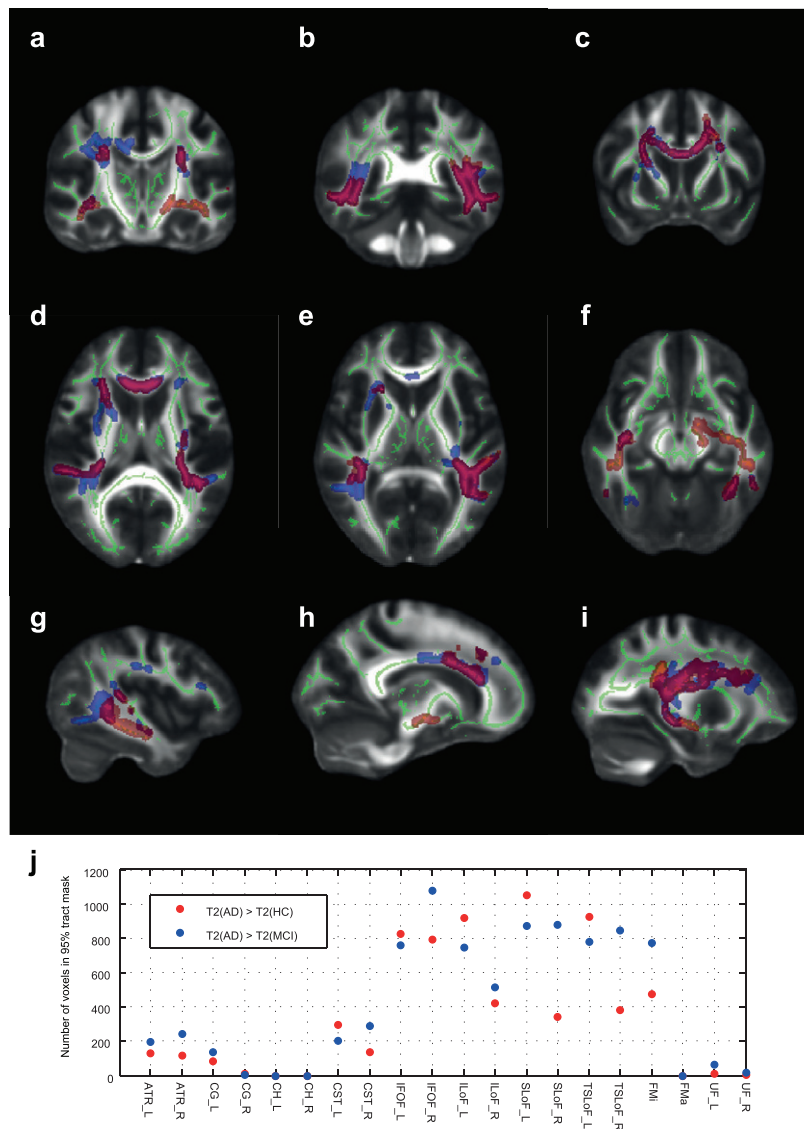 a b c
d e f
g h i
j
1200
1000
800
600
400
200
0
Number of voxels in 95% tract mask
T2(AD) > T2(HC)
T2(AD) > T2(MCI)
ATR_L
ATR_R
CG_L
CG_R
CH_L
CH_R
CST_L
CST_R
IFOF_L
IFOF_R
ILoF_L
ILoF_R
SLoF_L
SLoF_R
TSLoF_L
TSLoF_R
FMi
FMa
UF_L
UF_R